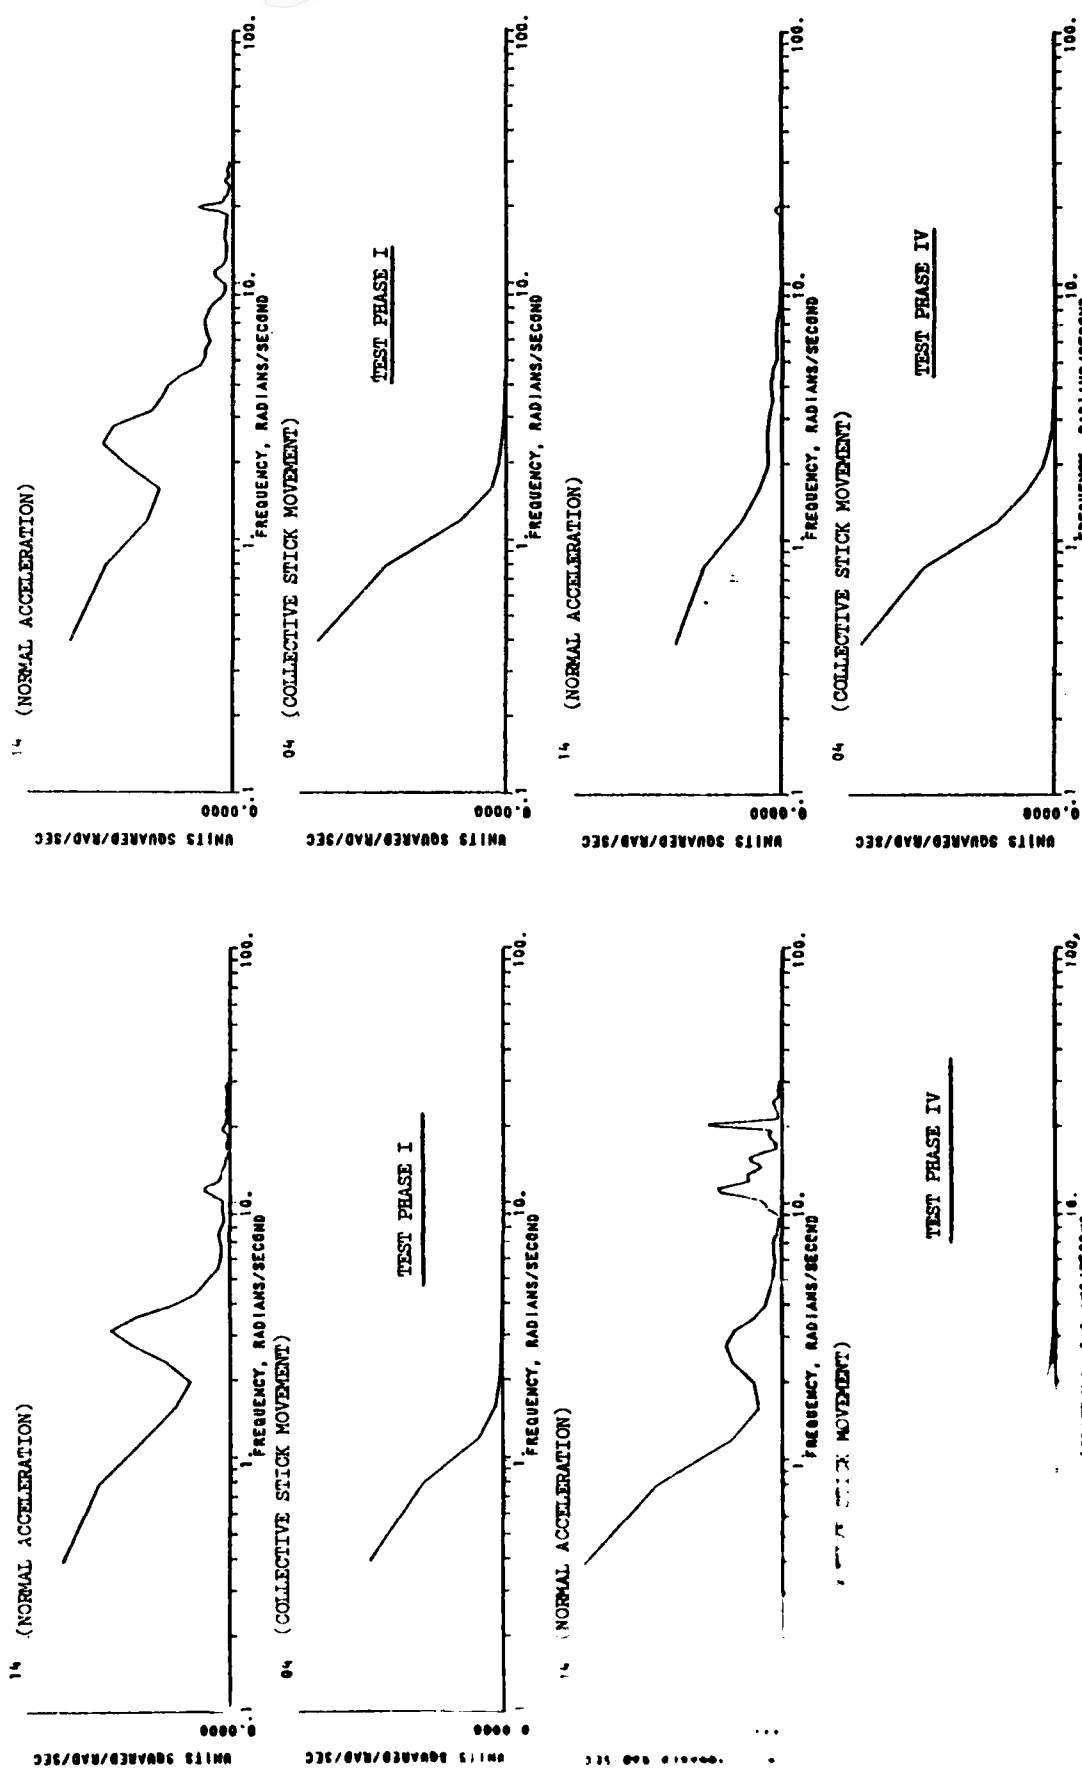 14 (NORMAL ACCELERATION)
UNITS SQUARED/RAD/SEC
0.0000
.1 1. 10. 100.
FREQUENCY, RADIANS/SECOND
04 (COLLECTIVE STICK MOVEMENT)
TEST PHASE I
UNITS SQUARED/RAD/SEC
0.0000
.1 1. 10. 100.
FREQUENCY, RADIANS/SECOND
14 (NORMAL ACCELERATION)
1. 10. 100.
FREQUENCY, RADIANS/SECOND
STICK MOVEMENT)
TEST PHASE IV
10. 100.
14 (NORMAL ACCELERATION)
UNITS SQUARED/RAD/SEC
0.0000
.1 1. 10. 100.
FREQUENCY, RADIANS/SECOND
04 (COLLECTIVE STICK MOVEMENT)
TEST PHASE I
UNITS SQUARED/RAD/SEC
0.0000
.1 1. 10. 100.
FREQUENCY, RADIANS/SECOND
14 (NORMAL ACCELERATION)
UNITS SQUARED/RAD/SEC
0.0000
.1 1. 10. 100.
FREQUENCY, RADIANS/SECOND
04 (COLLECTIVE STICK MOVEMENT)
TEST PHASE IV
UNITS SQUARED/RAD/SEC
0.0000
.1 1. 10. 100.